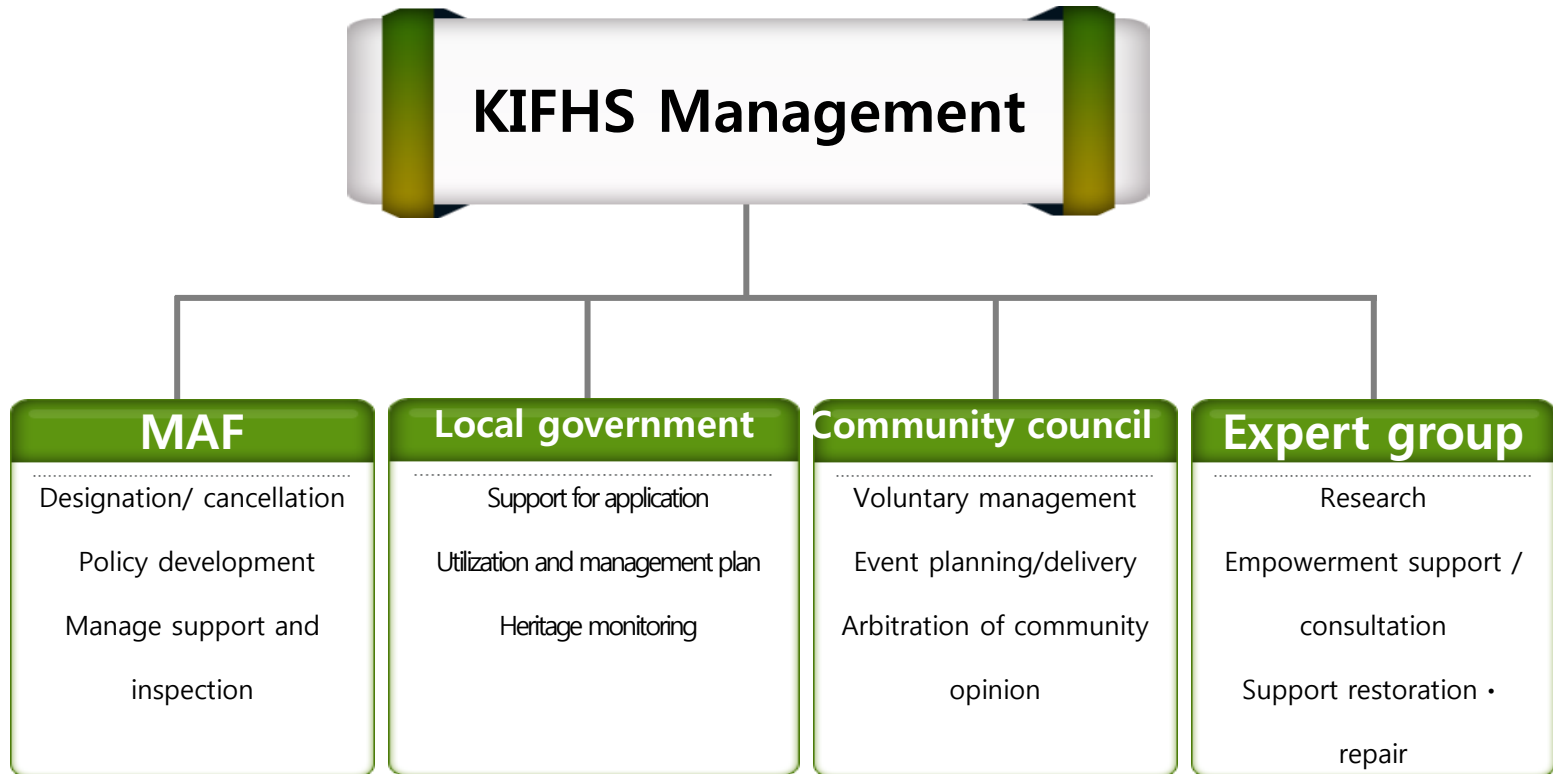 KIFHS Management
MAF
Designation/ cancellation
Policy development
Manage support and
inspection
Local government
Support for application
Utilization and management plan
Heritage monitoring
Community council
Voluntary management
Event planning/delivery
Arbitration of community
opinion
Expert group
Research
Empowerment support /
consultation
Support restoration •
repair